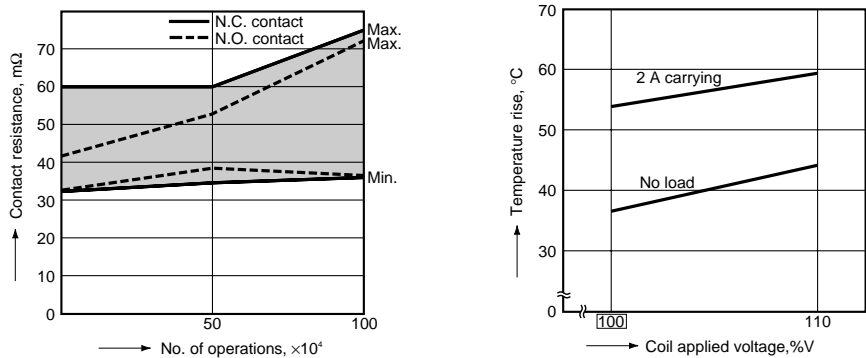 N.C. contact
N.O. contact
Max.
Max.
Min.
Contact resistance, mΩ
70
60
50
40
30
20
10
0
50
100
No. of operations, ×10⁴
70
60
50
40
30
0
2 A carrying
No load
Temperature rise, °C
100
110
Coil applied voltage,%V